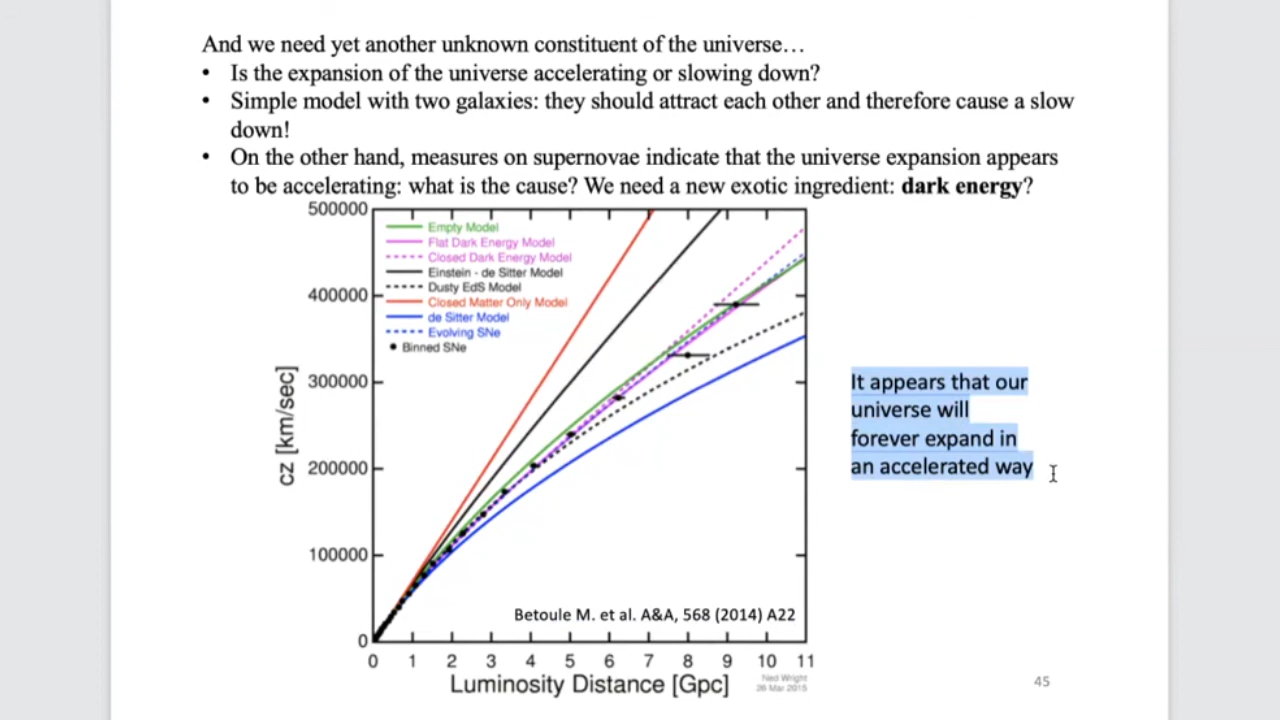 And we need yet another unknown constituent of the universe…
• Is the expansion of the universe accelerating or slowing down?
• Simple model with two galaxies: they should attract each other and therefore cause a slow
down!
• On the other hand, measures on supernovae indicate that the universe expansion appears
to be accelerating: what is the cause? We need a new exotic ingredient: dark energy?
500000
400000
300000
200000
100000
0
cz [km/sec]
Empty Model
Flat Dark Energy Model
Closed Dark Energy Model
Einstein - de Sitter Model
Dusty EdS Model
Closed Matter Only Model
de Sitter Model
Evolving SNe
Binned SNe
Betoule M. et al. A&A, 568 (2014) A22
0 1 2 3 4 5 6 7 8 9 10 11
Luminosity Distance [Gpc]
Ned Wright
26 Mar 2015
It appears that our
universe will
forever expand in
an accelerated way
45